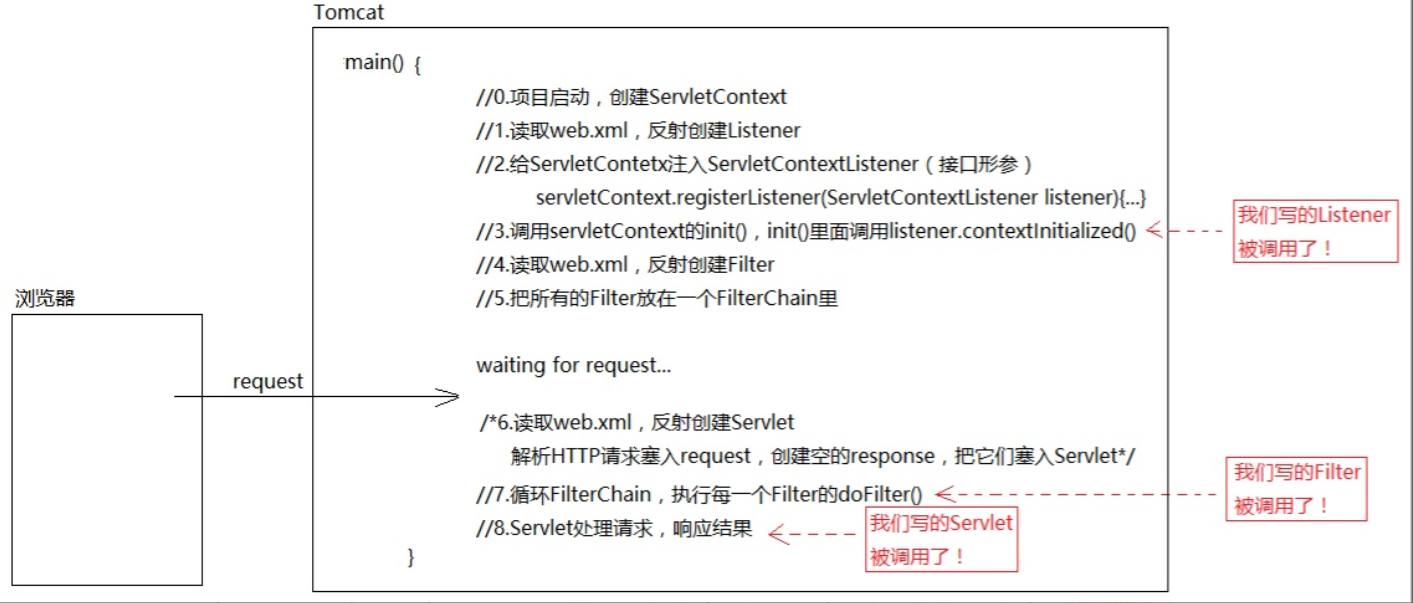 Tomcat
main() {
//0.项目启动，创建ServletContext
//1.读取web.xml，反射创建Listener
//2.给ServletContetx注入ServletContextListener（接口形参）
servletContext.registerListener(ServletContextListener listener){...}
//3.调用servletContext的init()，init()里面调用listener.contextInitialized()
我们写的Listener
被调用了！
//4.读取web.xml，反射创建Filter
//5.把所有的Filter放在一个FilterChain里
浏览器
waiting for request...
request
/*6.读取web.xml，反射创建Servlet
解析HTTP请求塞入request，创建空的response，把它们塞入Servlet*/
//7.循环FilterChain，执行每一个Filter的doFilter()
我们写的Filter
被调用了！
//8.Servlet处理请求，响应结果
我们写的Servlet
被调用了！
}